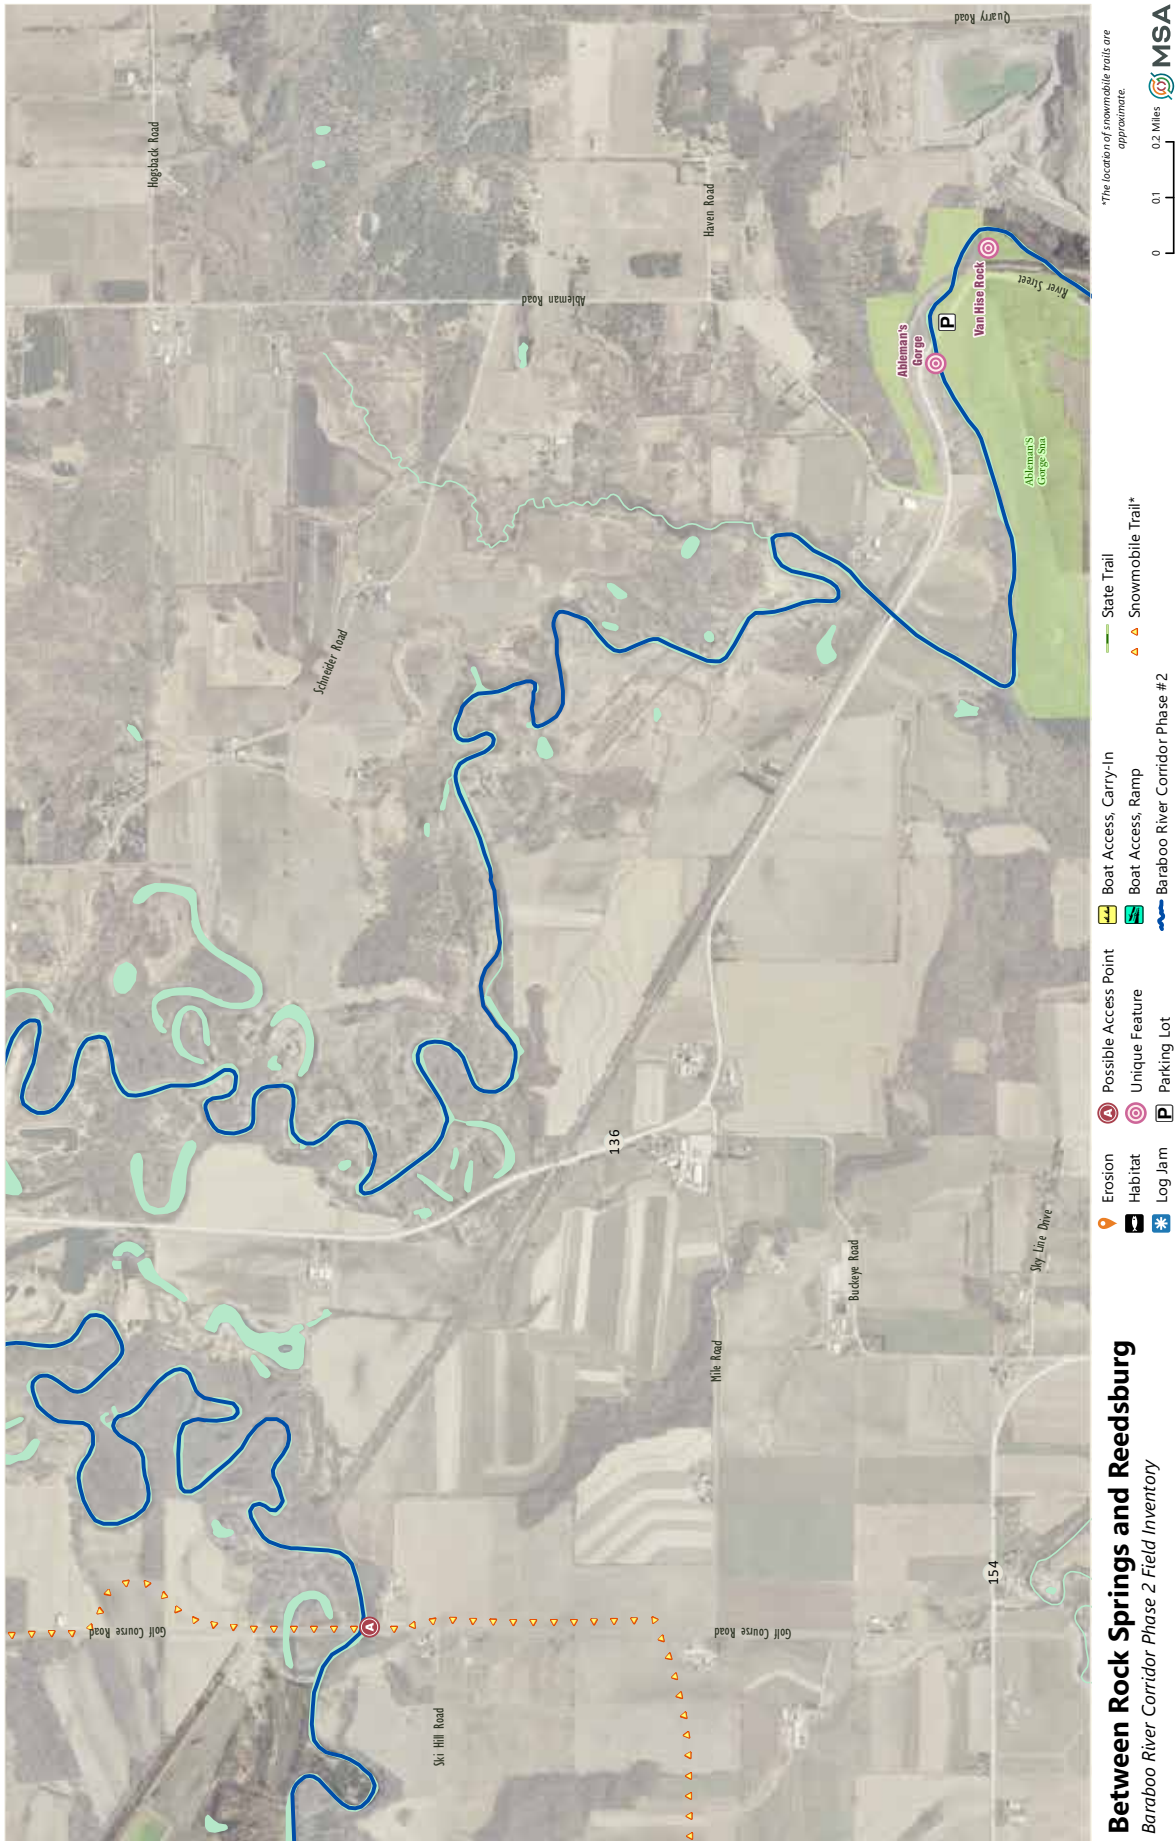 Between Rock Springs and Reedsburg
Baraboo River Corridor Phase 2 Field Inventory
Erosion
Habitat
Log Jam
A Possible Access Point
Unique Feature
P Parking Lot
Boat Access, Carry-In
Boat Access, Ramp
Baraboo River Corridor Phase #2
State Trail
Snowmobile Trail*
*The location of snowmobile trails are
approximate.
0 0.1 0.2 Miles
MSA
Golf Course Road
A
Ski Hill Road
Golf Course Road
154
Mile Road
Buckeye Road
Sky Line Drive
136
Schneider Road
Hogsback Road
Ableman Road
Haven Road
Quarry Road
Ableman's
Gorge
P
Van Hise Rock
River Street
Ableman'S
Gorge Sna